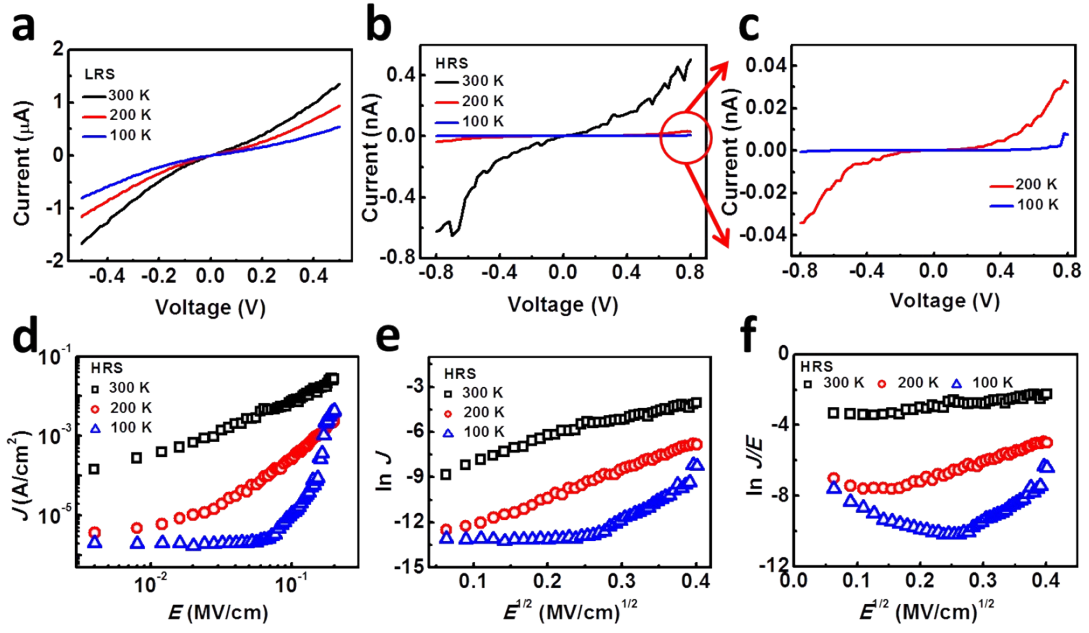 a
2
1
0
-1
-2
Current (μA)
LRS
300 K
200 K
100 K
-0.4 -0.2 0.0 0.2 0.4
Voltage (V)
b
0.4
0.0
-0.4
-0.8
Current (nA)
HRS
300 K
200 K
100 K
-0.8 -0.4 0.0 0.4 0.8
Voltage (V)
c
0.04
0.02
0.00
-0.02
-0.04
Current (nA)
200 K
100 K
-0.8 -0.4 0.0 0.4 0.8
Voltage (V)
d
10⁻¹
10⁻³
10⁻⁵
J (A/cm²)
HRS
300 K
200 K
100 K
10⁻² 10⁻¹
E (MV/cm)
e
-3
-6
-9
-12
-15
ln J
HRS
300 K
200 K
100 K
0.1 0.2 0.3 0.4
E^1/2 (MV/cm)^1/2
f
0
-4
-8
-12
ln J/E
HRS
300 K 200 K 100 K
0.0 0.1 0.2 0.3 0.4
E^1/2 (MV/cm)^1/2